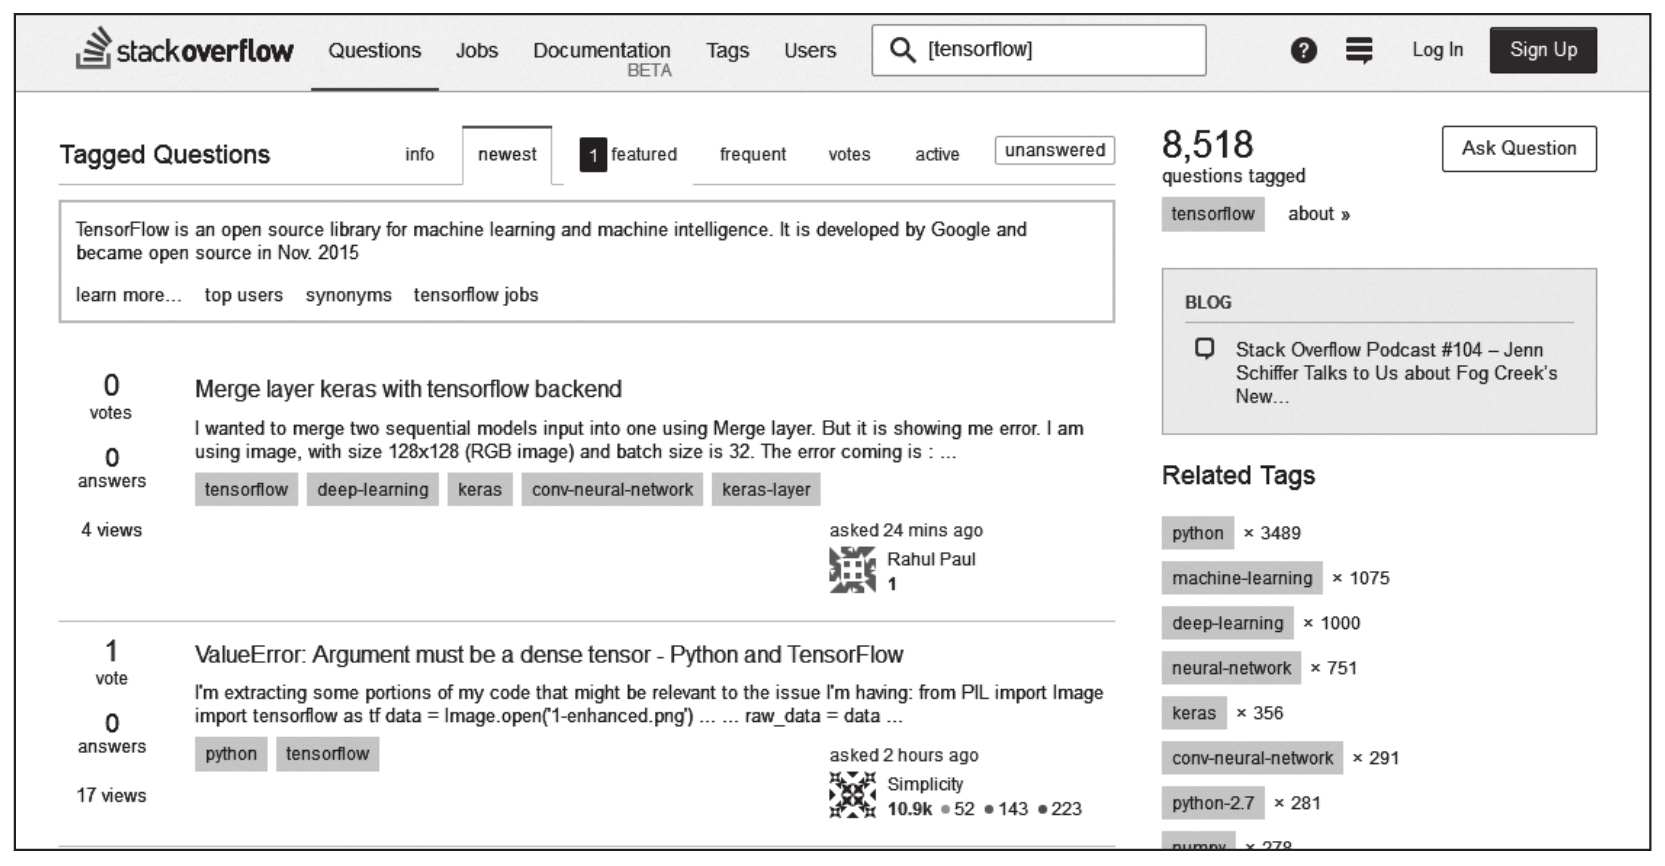 stackoverflow Questions Jobs Documentation Tags Users [tensorflow] ? Log In Sign Up
BETA
Tagged Questions info newest 1 featured frequent votes active unanswered
8,518 Ask Question
questions tagged
tensorflow about »
TensorFlow is an open source library for machine learning and machine intelligence. It is developed by Google and
became open source in Nov. 2015
learn more... top users synonyms tensorflow jobs
BLOG
Stack Overflow Podcast #104 – Jenn
Schiffer Talks to Us about Fog Creek's
New...
0
votes
0
answers
4 views
Merge layer keras with tensorflow backend
I wanted to merge two sequential models input into one using Merge layer. But it is showing me error. I am
using image, with size 128x128 (RGB image) and batch size is 32. The error coming is : ...
tensorflow deep-learning keras conv-neural-network keras-layer
asked 24 mins ago
Rahul Paul
1
1
vote
0
answers
17 views
ValueError: Argument must be a dense tensor - Python and TensorFlow
I'm extracting some portions of my code that might be relevant to the issue I'm having: from PIL import Image
import tensorflow as tf data = Image.open('1-enhanced.png') ... ... raw_data = data ...
python tensorflow
asked 2 hours ago
Simplicity
10.9k ● 52 ● 143 ● 223
Related Tags
python × 3489
machine-learning × 1075
deep-learning × 1000
neural-network × 751
keras × 356
conv-neural-network × 291
python-2.7 × 281
numpy × 278